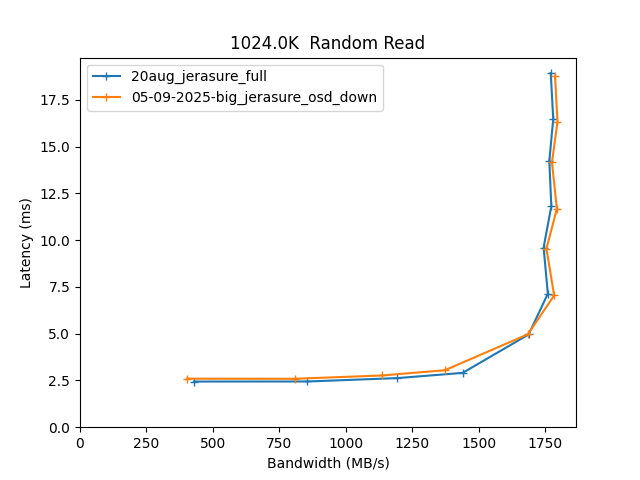 1024.0K  Random Read
20aug_jerasure_full
05-09-2025-big_jerasure_osd_down
Latency (ms)
17.5
15.0
12.5
10.0
7.5
5.0
2.5
0.0
0 250 500 750 1000 1250 1500 1750
Bandwidth (MB/s)